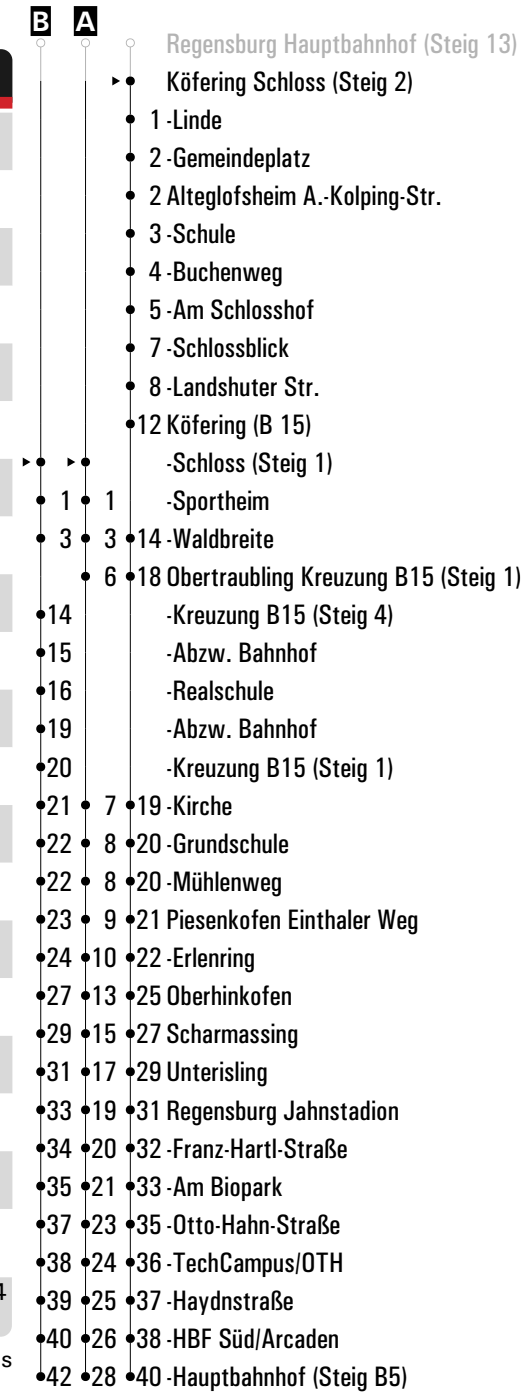 B A
Regensburg Hauptbahnhof (Steig 13)
Köfering Schloss (Steig 2)
1 -Linde
2 -Gemeindeplatz
2 Alteglofsheim A.-Kolping-Str.
3 -Schule
4 -Buchenweg
5 -Am Schlosshof
7 -Schlossblick
8 -Landshuter Str.
12 Köfering (B 15)
-Schloss (Steig 1)
1 1 -Sportheim
3 3 14 -Waldbreite
6 18 Obertraubling Kreuzung B15 (Steig 1)
14 -Kreuzung B15 (Steig 4)
15 -Abzw. Bahnhof
16 -Realschule
19 -Abzw. Bahnhof
20 -Kreuzung B15 (Steig 1)
21 7 19 -Kirche
22 8 20 -Grundschule
22 8 20 -Mühlenweg
23 9 21 Piesenkofen Einthaler Weg
24 10 22 -Erlenring
27 13 25 Oberhinkofen
29 15 27 Scharmassing
31 17 29 Unterisling
33 19 31 Regensburg Jahnstadion
34 20 32 -Franz-Hartl-Straße
35 21 33 -Am Biopark
37 23 35 -Otto-Hahn-Straße
38 24 36 -TechCampus/OTH
4 39 25 37 -Haydnstraße
40 26 38 -HBF Süd/Arcaden
s 42 28 40 -Hauptbahnhof (Steig B5)